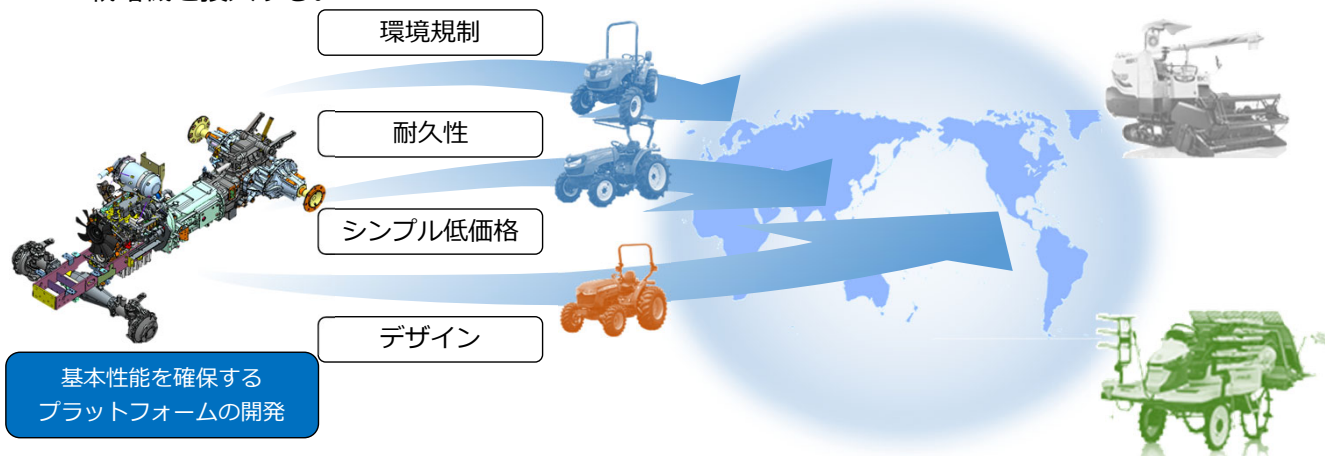 環境規制
耐久性
シンプル低価格
デザイン
基本性能を確保する
プラットフォームの開発